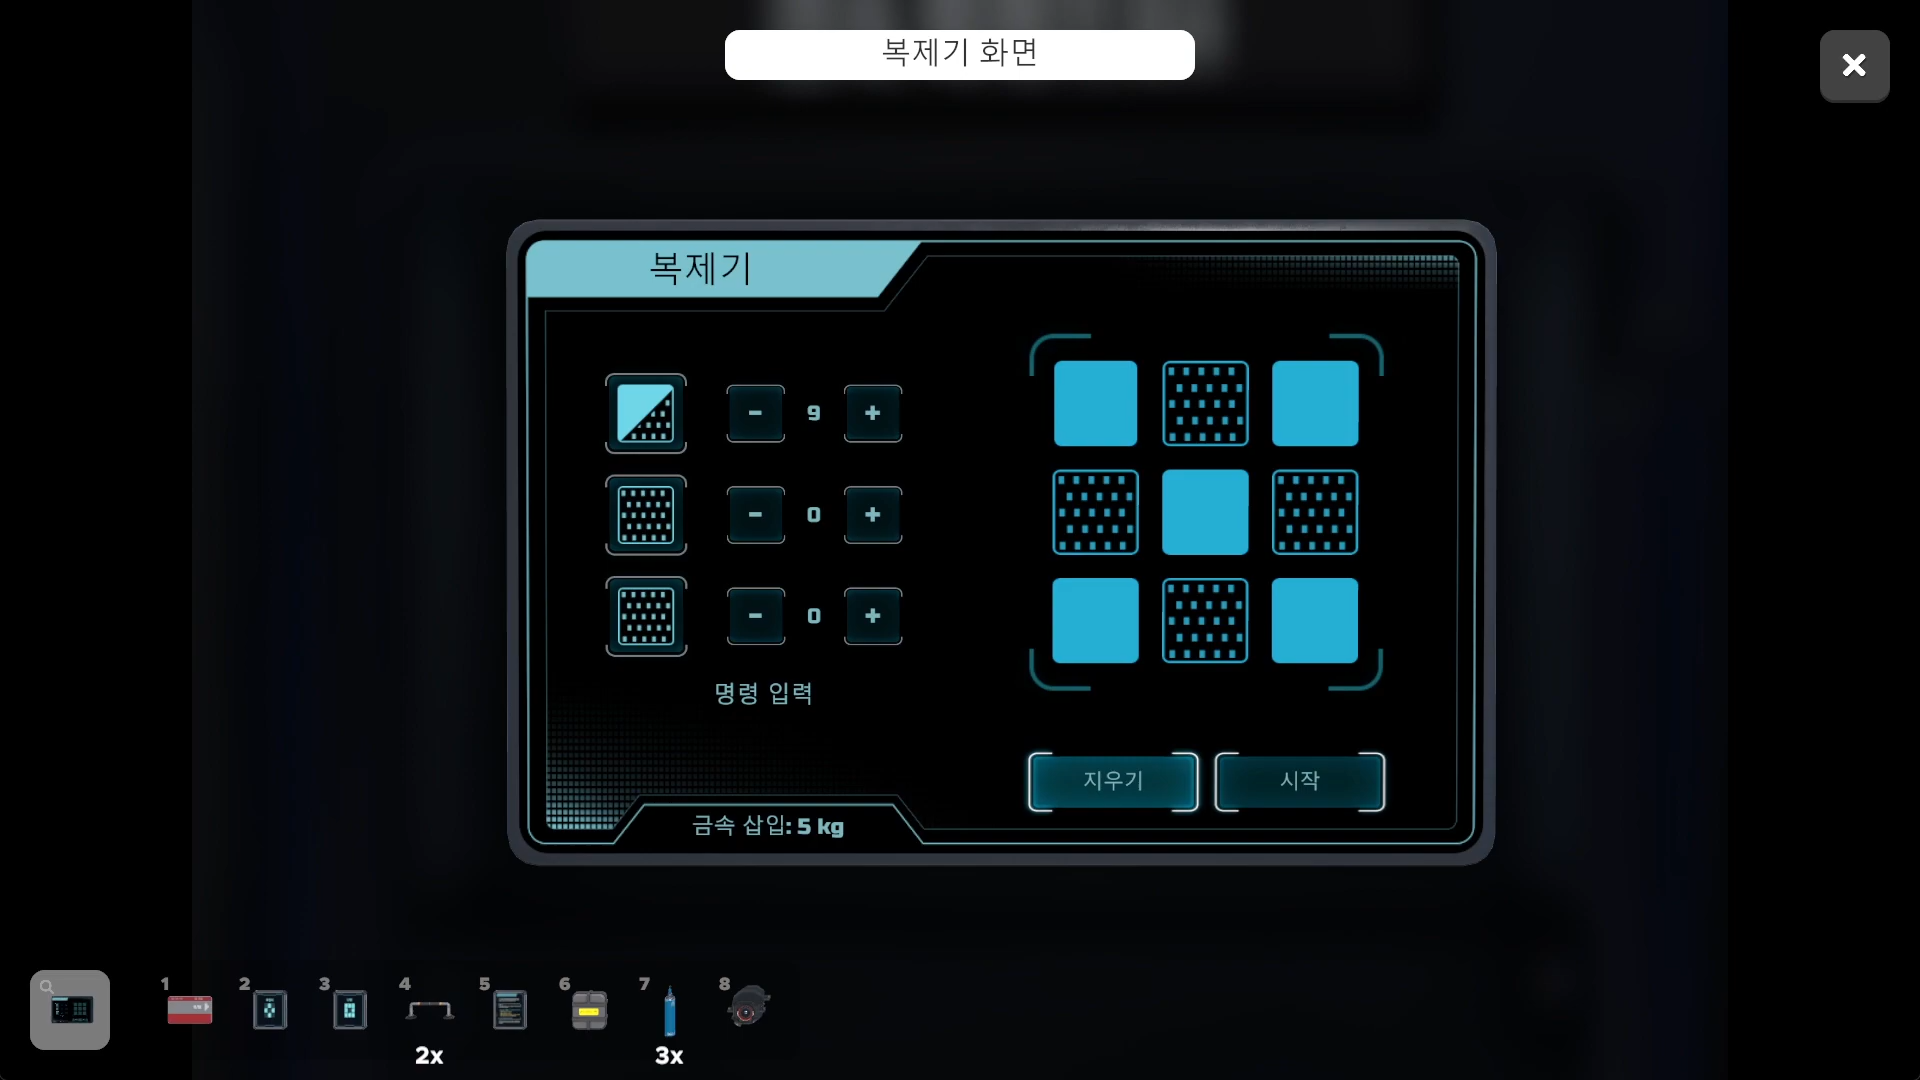 복제기 화면
복제기
- 9 +
- 0 +
- 0 +
명령 입력
지우기
시작
금속 삽입: 5 kg
1
2
3
4
5
6
7
8
2x
3x